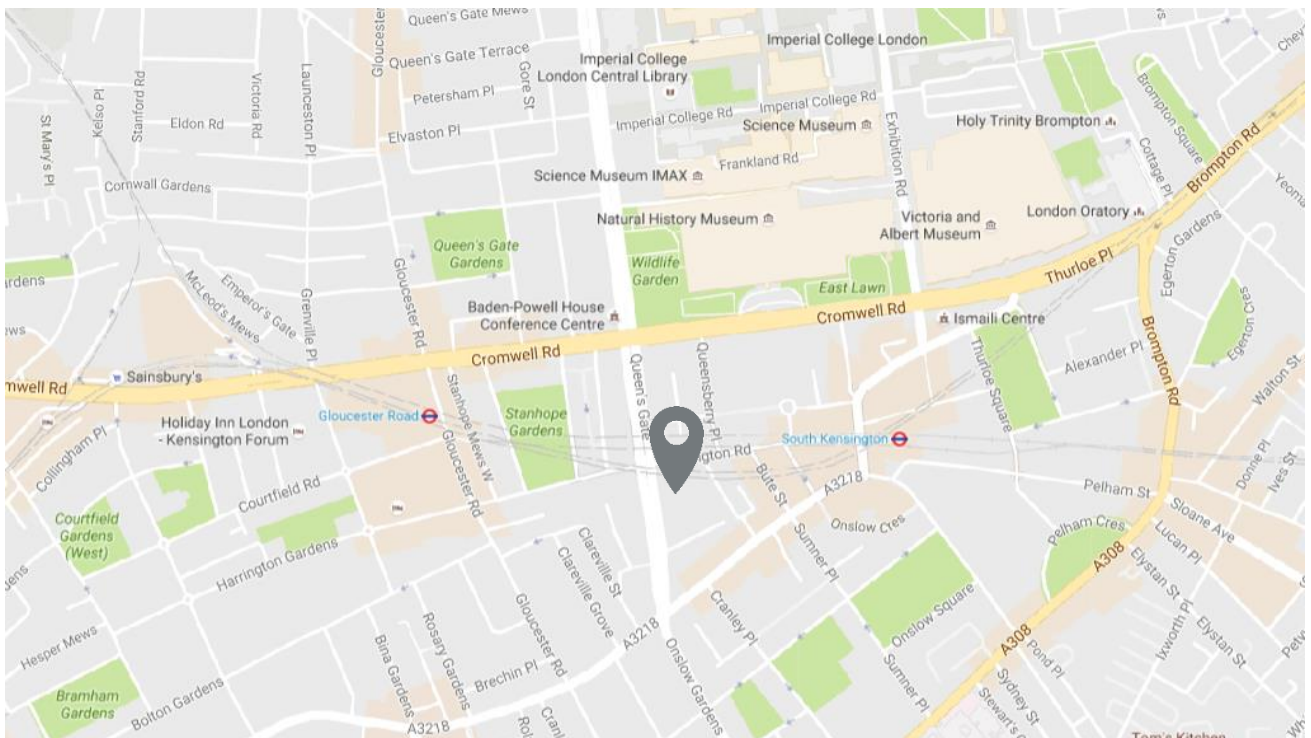 Queen's Gate Mews
Gloucester
Queen's Gate Terrace
Gore St
Petersham Pl
Elvaston Pl
Imperial College
London Central Library
Imperial College London
Imperial College Rd
Imperial College Rd
Science Museum
Frankland Rd
Science Museum IMAX
Natural History Museum
Victoria and
Albert Museum
Exhibition Rd
Holy Trinity Brompton
London Oratory
Cottage Pl
Brompton Square
Brompton Rd
Egerton Gardens
Thurloe Pl
St Mary's Pl
Kelso Pl
Stanford Rd
Victoria Rd
Launceston Pl
Eldon Rd
Cornwall Gardens
Queen's Gate
Gardens
Wildlife
Garden
East Lawn
McLeod's Mews
Emperor's Gate
Grenville Pl
Gloucester Rd
Baden-Powell House
Conference Centre
Cromwell Rd
Cromwell Rd
Ismaili Centre
Thurloe Square
Alexander Pl
Brompton Rd
Egerton Cres
Walton St
Sainsbury's
mwell Rd
Holiday Inn London
- Kensington Forum
Gloucester Road
Stanhope Mews W
Gloucester Rd
Stanhope
Gardens
Queen's Gate
Queensberry Pl
ngton Rd
South Kensington
Collingham Pl
Courtfield Rd
Courtfield
Gardens
(West)
Harrington Gardens
Bute St
A3218
Onslow Ctes
Sumner Pl
Pelham St
Pelham Cres
Sloane Ave
Lucan Pl
Donne Pl
Ives St
A308
Elystan St
Elystan St
Ixworth Pl
Clareville St
Clareville Grove
Gloucester Rd
A3218
Cranley Pl
Onslow Square
Onslow Gardens
Sumner Pl
A308
Pond Pl
Sydney St
Stewart's
Hesper Mews
Bramham
Gardens
Bolton Gardens
Bina Gardens
Rosary Gardens
Brechin Pl
A3218
Tom's Kitchen